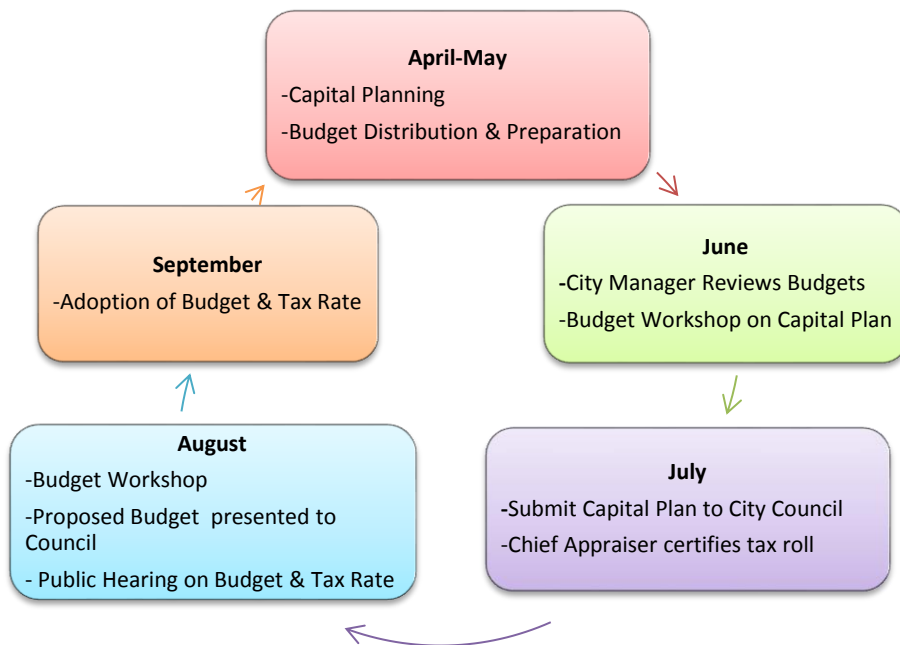 April-May
-Capital Planning
-Budget Distribution & Preparation
June
-City Manager Reviews Budgets
-Budget Workshop on Capital Plan
July
-Submit Capital Plan to City Council
-Chief Appraiser certifies tax roll
August
-Budget Workshop
-Proposed Budget  presented to
Council
- Public Hearing on Budget & Tax Rate
September
-Adoption of Budget & Tax Rate